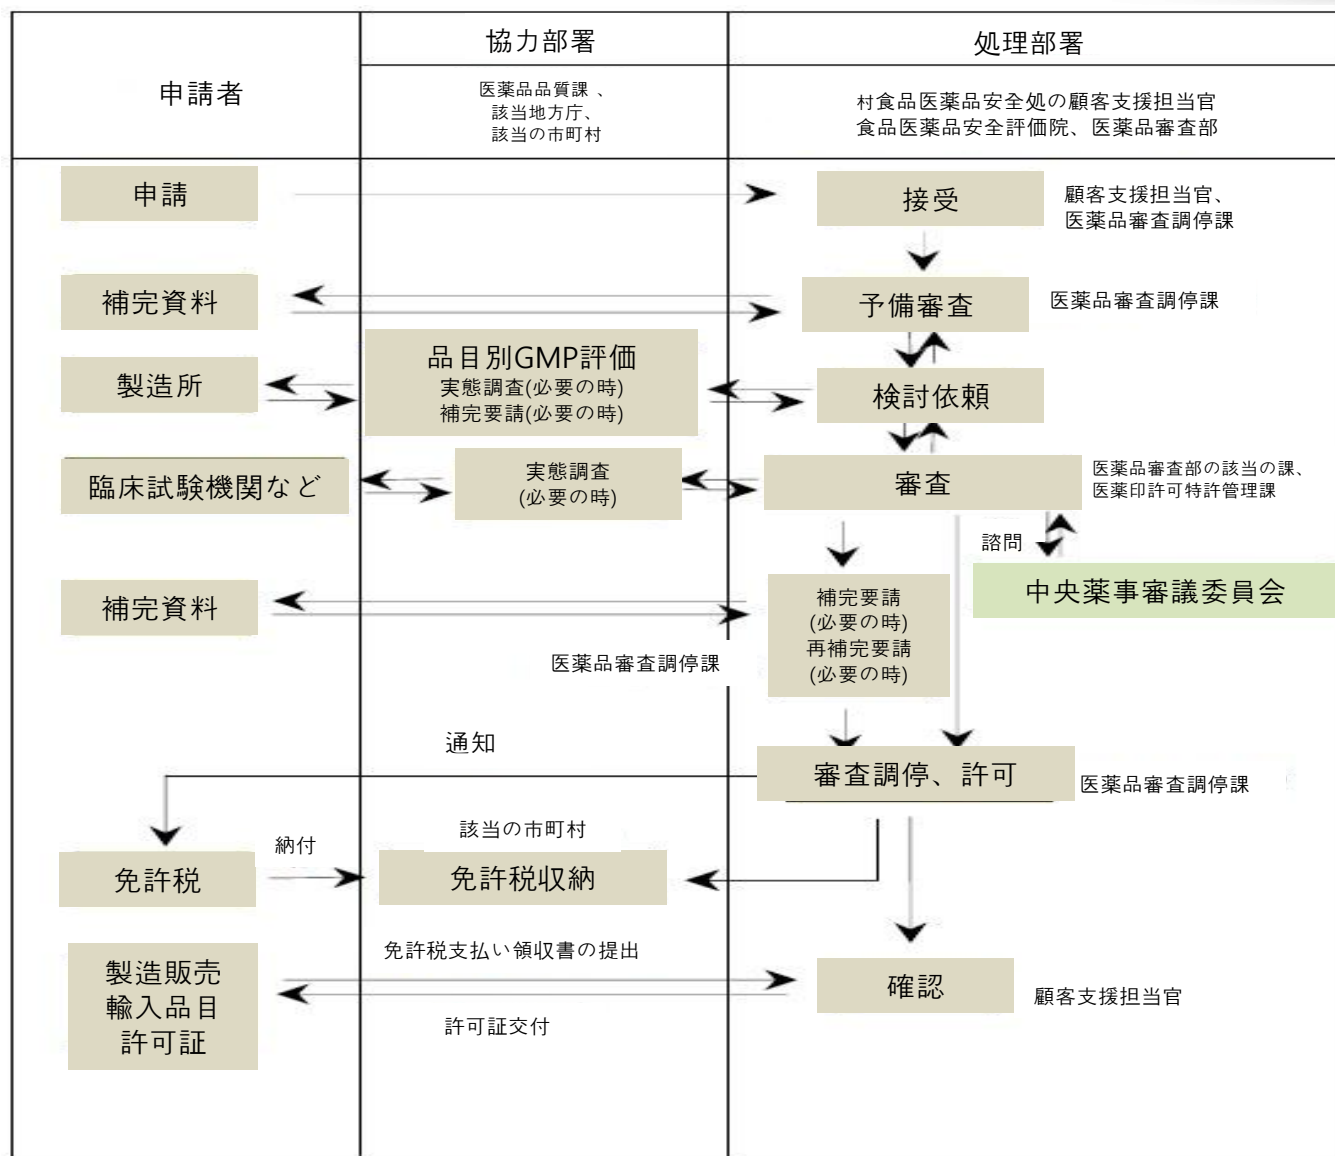 申請者
協力部署
処理部署
医薬品品質課 、
該当地方庁、
該当の市町村
村食品医薬品安全処の顧客支援担当官
食品医薬品安全評価院、医薬品審査部
申請
接受
顧客支援担当官、
医薬品審査調停課
補完資料
予備審査
医薬品審査調停課
製造所
品目別GMP評価
実態調査(必要の時)
補完要請(必要の時)
検討依頼
臨床試験機関など
実態調査
(必要の時)
審査
医薬品審査部の該当の課、
医薬印許可特許管理課
諮問
中央薬事審議委員会
補完資料
補完要請
(必要の時)
再補完要請
(必要の時)
医薬品審査調停課
通知
審査調停、許可
医薬品審査調停課
該当の市町村
納付
免許税
免許税収納
免許税支払い領収書の提出
製造販売
輸入品目
許可証
確認
顧客支援担当官
許可証交付